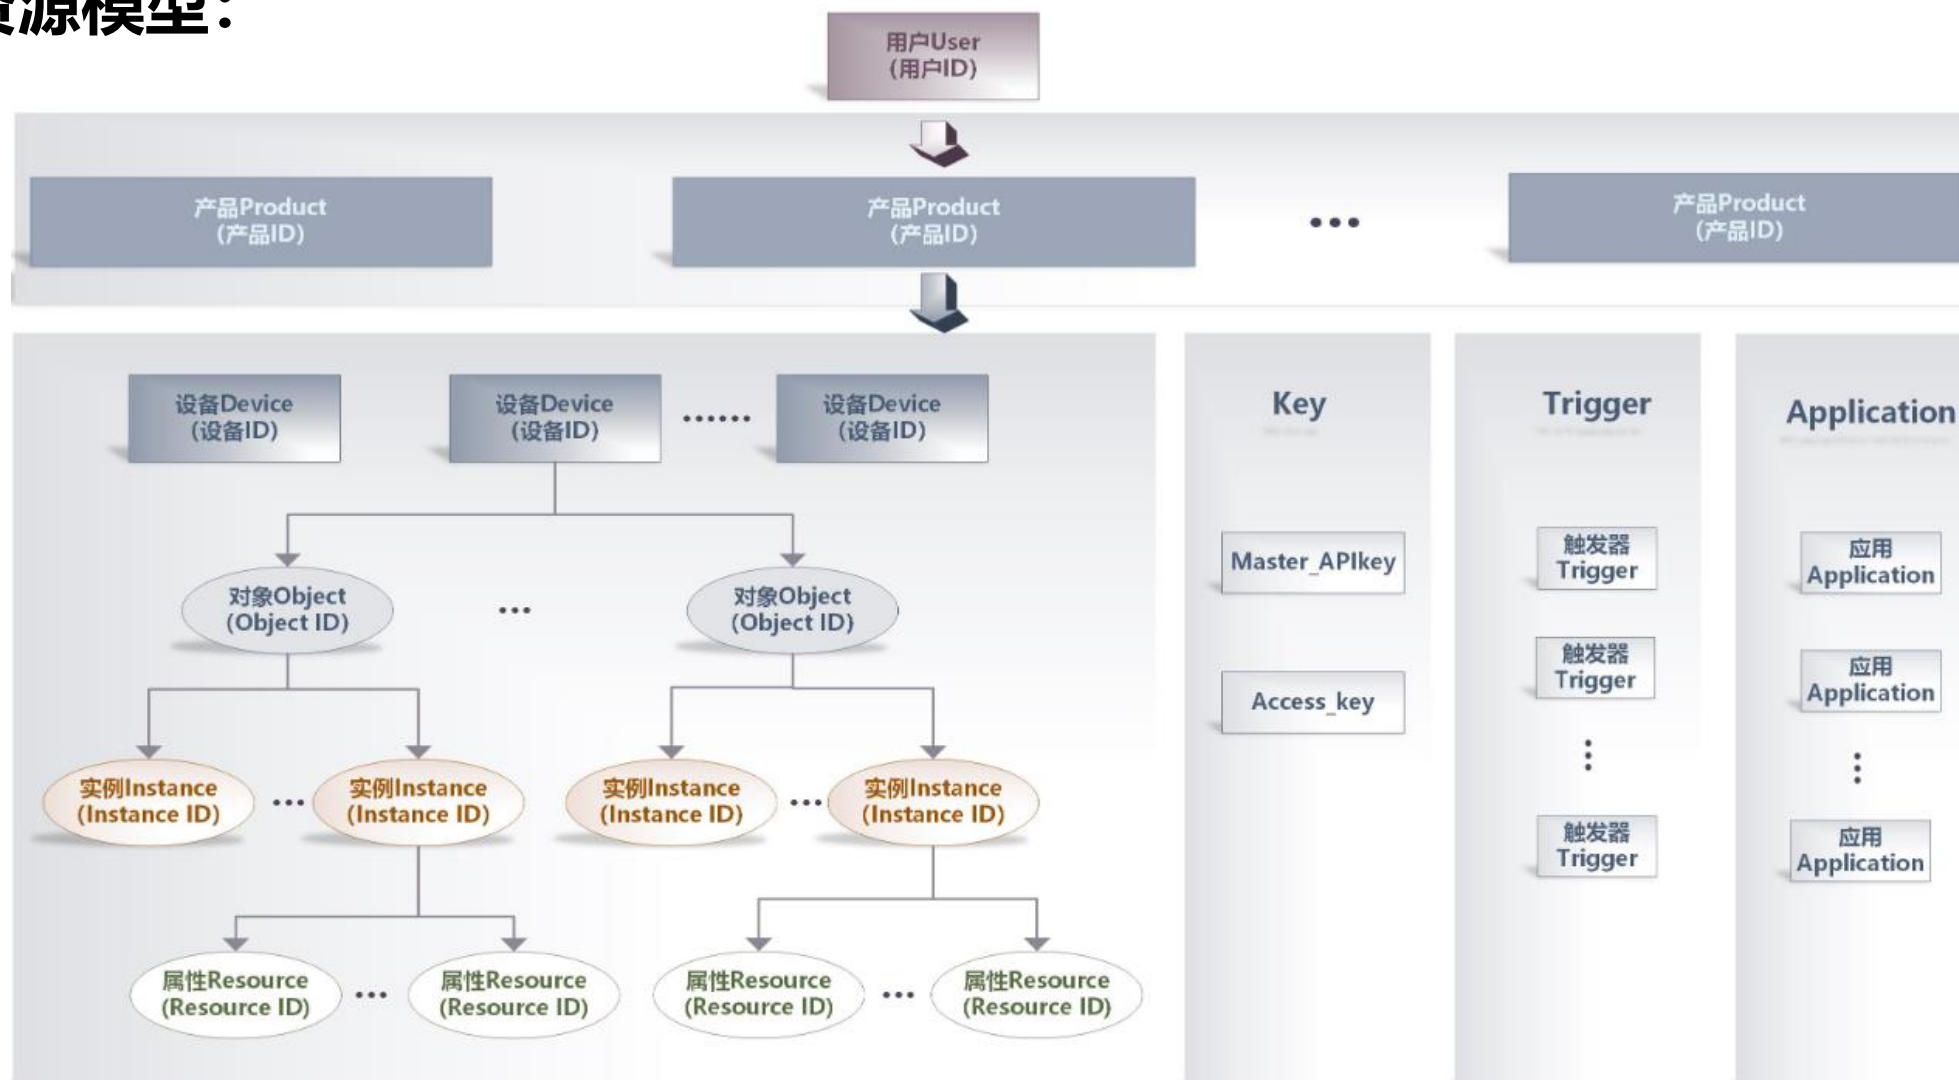 资源模型：
用户User
(用户ID)
产品Product
(产品ID)
产品Product
(产品ID)
...
产品Product
(产品ID)
设备Device
(设备ID)
设备Device
(设备ID)
......
设备Device
(设备ID)
Key
Trigger
Application
对象Object
(Object ID)
...
对象Object
(Object ID)
Master_APIkey
Access_key
触发器
Trigger
触发器
Trigger
...
触发器
Trigger
应用
Application
应用
Application
...
应用
Application
实例Instance
(Instance ID)
...
实例Instance
(Instance ID)
实例Instance
(Instance ID)
...
实例Instance
(Instance ID)
属性Resource
(Resource ID)
...
属性Resource
(Resource ID)
属性Resource
(Resource ID)
...
属性Resource
(Resource ID)